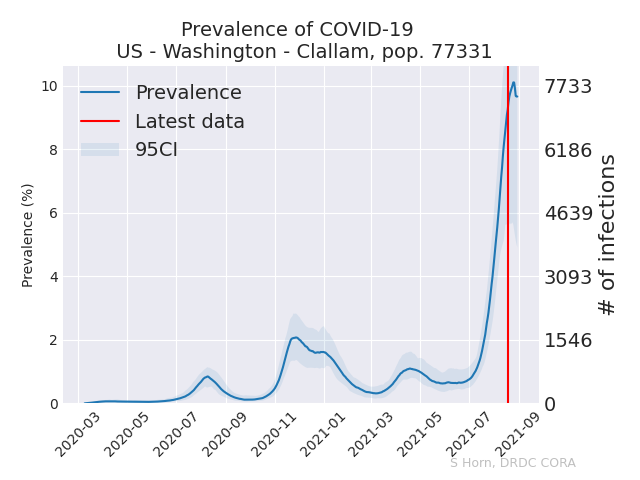 Prevalence of COVID-19
US - Washington - Clallam, pop. 77331
Prevalence
Latest data
95CI
Prevalence (%)
10
8
6
4
2
0
7733
6186
4639
3093
1546
0
# of infections
2020-03
2020-05
2020-07
2020-09
2020-11
2021-01
2021-03
2021-05
2021-07
2021-09
S Horn, DRDC CORA